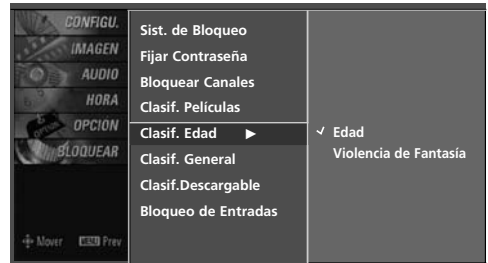 CONFIGU.
IMAGEN
AUDIO
HORA
OPCION
BLOQUEAR
Mover MENU Prev
Sist. de Bloqueo
Fijar Contraseña
Bloquear Canales
Clasif. Películas
Clasif. Edad ▶
Clasif. General
Clasif.Descargable
Bloqueo de Entradas
✓ Edad
Violencia de Fantasía